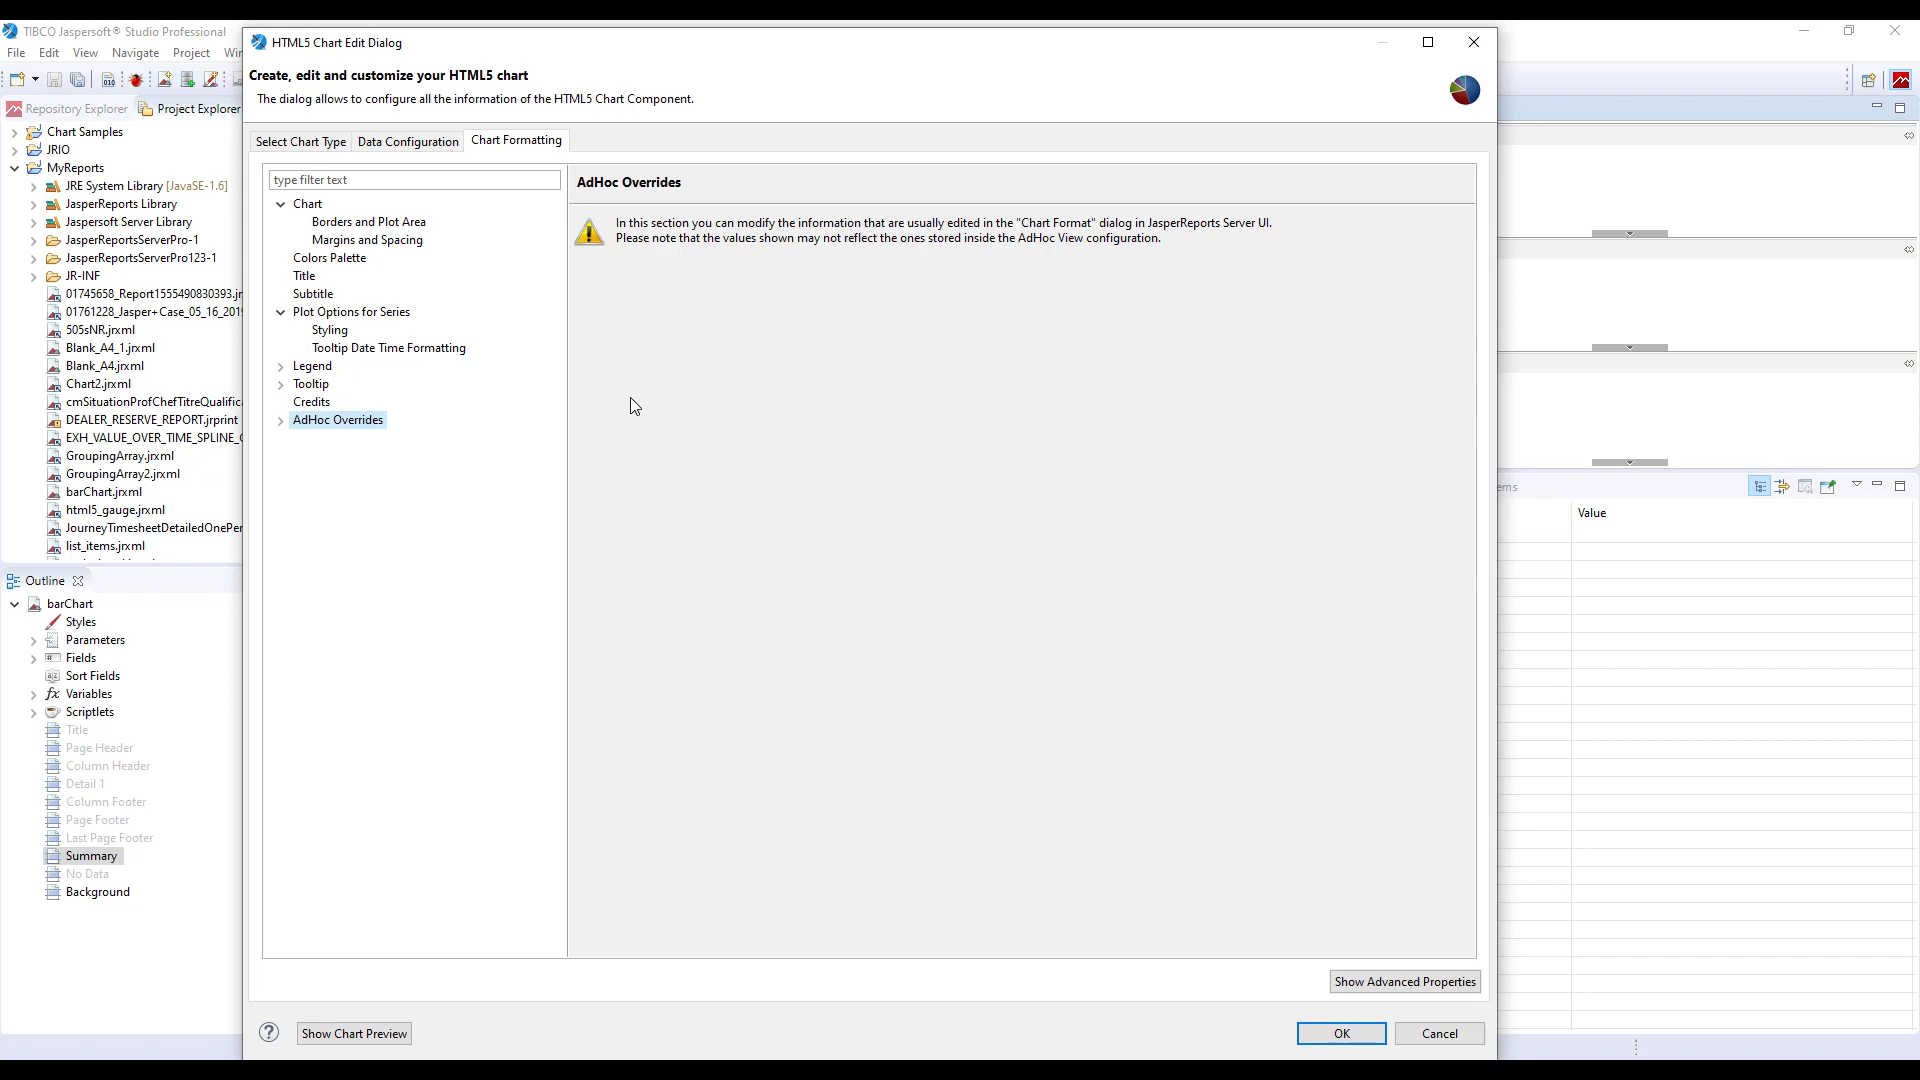 TIBCO Jaspersoft® Studio Professional
File Edit View Navigate Project
Repository Explorer
Project Explorer
Chart Samples
JRIO
MyReports
JRE System Library [JavaSE-1.6]
JasperReports Library
Jaspersoft Server Library
JasperReportsServerPro-1
JasperReportsServerPro123-1
JR-INF
01745658_Report1555490830393.jr
01761228_Jasper+Case_05_16_201
505sNR.jrxml
Blank_A4_1.jrxml
Blank_A4.jrxml
Chart2.jrxml
cmSituationProfChefTitreQualific
DEALER_RESERVE_REPORT.jrprint
EXH_VALUE_OVER_TIME_SPLINE_
GroupingArray.jrxml
GroupingArray2.jrxml
barChart.jrxml
html5_gauge.jrxml
JourneyTimesheetDetailedOnePer
list_items.jrxml
Outline
barChart
Styles
Parameters
Fields
Sort Fields
Variables
Scriptlets
Title
Page Header
Column Header
Detail 1
Column Footer
Page Footer
Last Page Footer
Summary
No Data
Background
HTML5 Chart Edit Dialog
Create, edit and customize your HTML5 chart
The dialog allows to configure all the information of the HTML5 Chart Component.
Select Chart Type
Data Configuration
Chart Formatting
type filter text
Chart
Borders and Plot Area
Margins and Spacing
Colors Palette
Title
Subtitle
Plot Options for Series
Styling
Tooltip Date Time Formatting
Legend
Tooltip
Credits
AdHoc Overrides
AdHoc Overrides
In this section you can modify the information that are usually edited in the "Chart Format" dialog in JasperReports Server UI.
Please note that the values shown may not reflect the ones stored inside the AdHoc View configuration.
Show Advanced Properties
Show Chart Preview
OK
Cancel
ems
Value